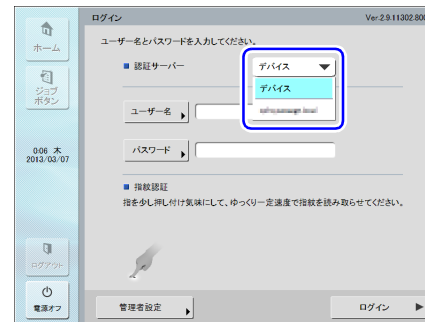 ログイン
Ver.2.9.11302.800
ホーム
ユーザー名とパスワードを入力してください。
■ 認証サーバー
デバイス
デバイス
ジョブ
ボタン
ユーザー名
パスワード
0:06 木
2013/03/07
■ 指紋認証
指を少し押し付け気味にして、ゆっくり一定速度で指紋を読み取らせてください。
ログアウト
電源オフ
管理者設定
ログイン